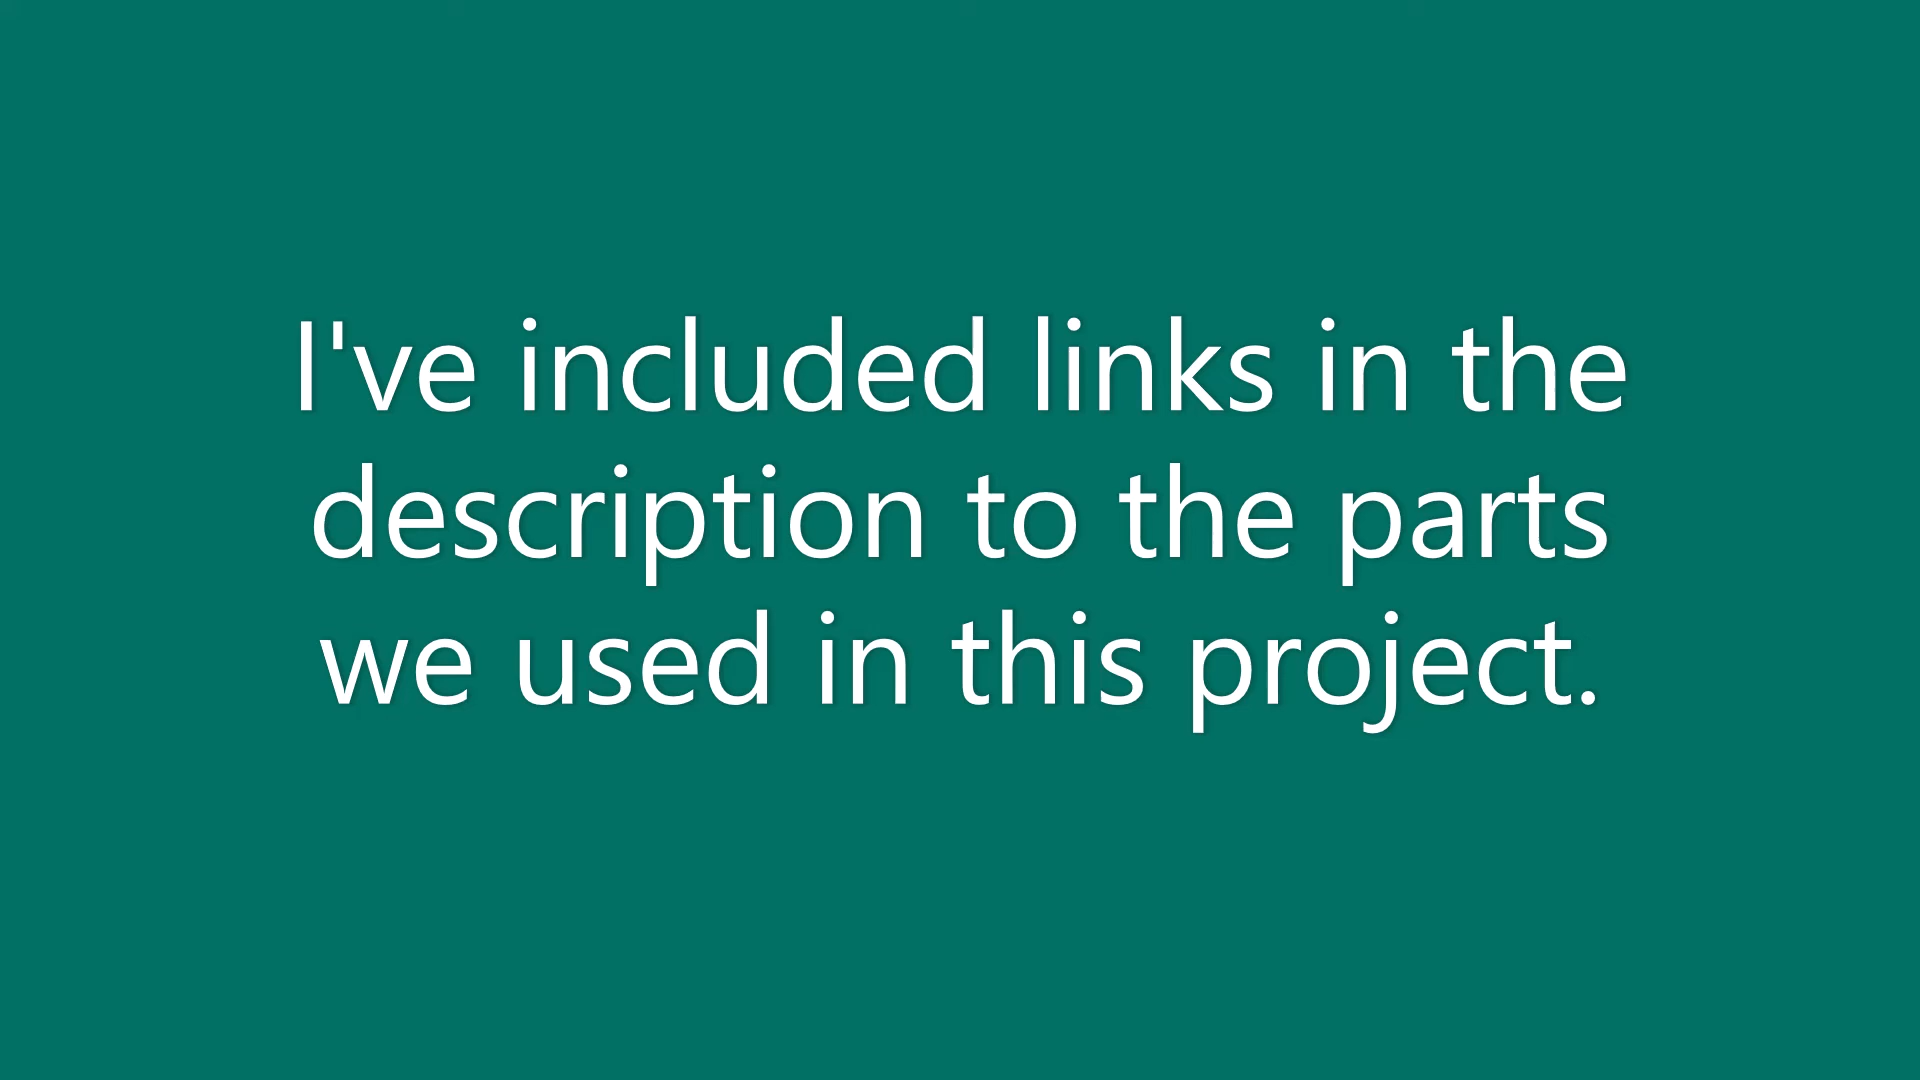 I've included links in the
description to the parts
we used in this project.